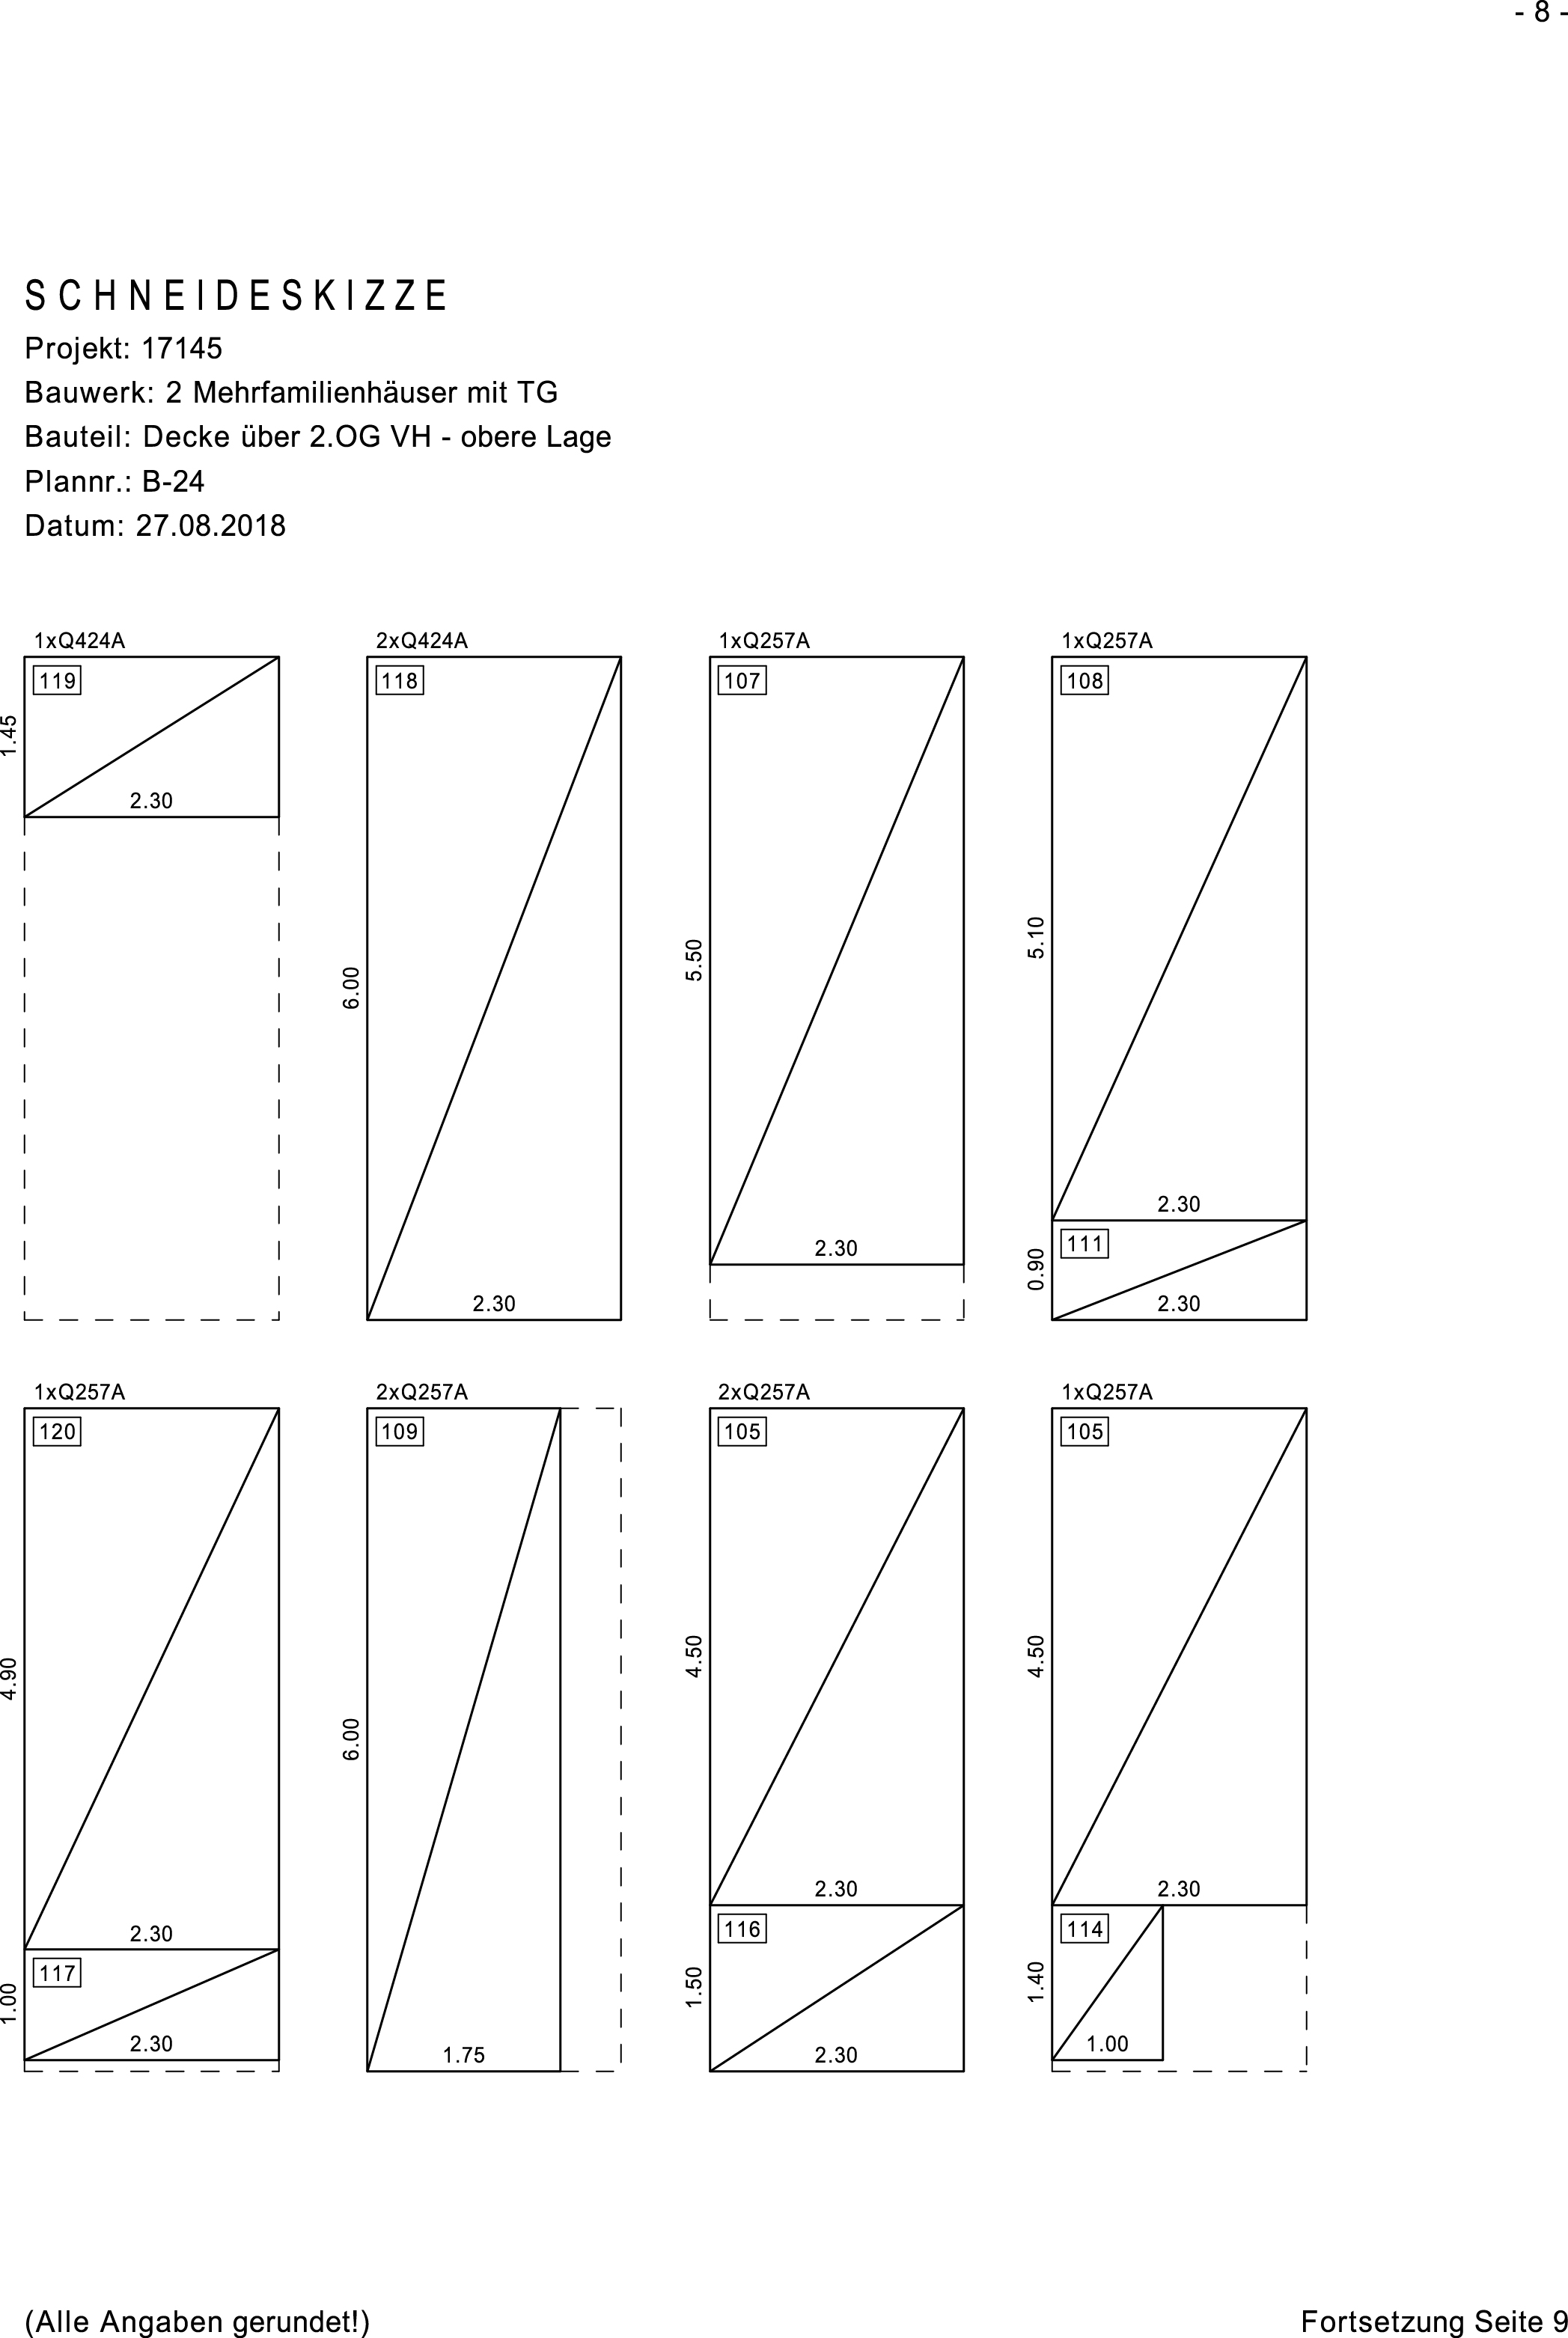 - 8 -
SCHNEIDESKIZZE
Projekt: 17145
Bauwerk: 2 Mehrfamilienhäuser mit TG
Bauteil: Decke über 2.OG VH - obere Lage
Plannr.: B-24
Datum: 27.08.2018
1xQ424A
119
1.45
2.30
2xQ424A
118
6.00
2.30
1xQ257A
107
5.50
2.30
1xQ257A
108
5.10
2.30
111
0.90
2.30
1xQ257A
120
4.90
2.30
117
1.00
2.30
2xQ257A
109
6.00
1.75
2xQ257A
105
4.50
2.30
116
1.50
2.30
1xQ257A
105
4.50
2.30
114
1.40
1.00
(Alle Angaben gerundet!)
Fortsetzung Seite 9